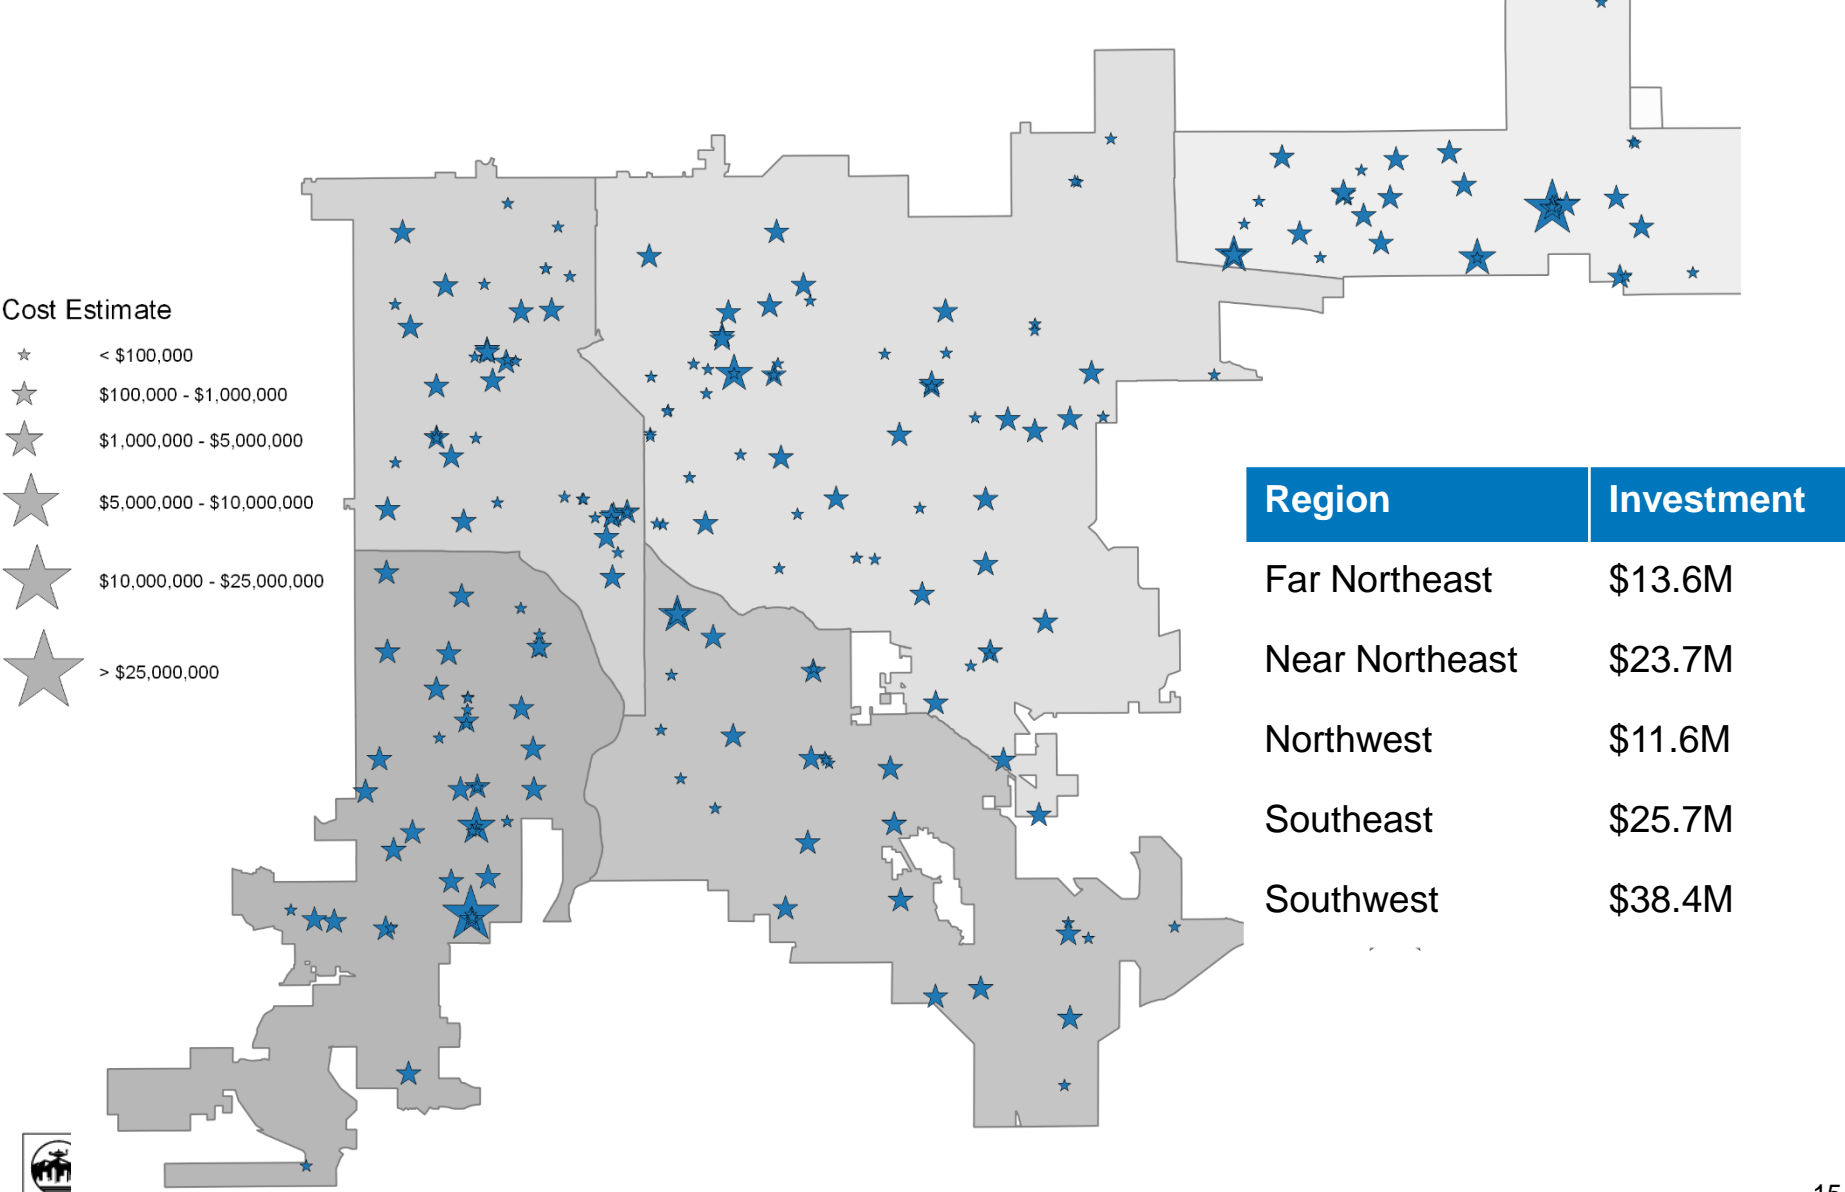 Cost Estimate
< $100,000
$100,000 - $1,000,000
$1,000,000 - $5,000,000
$5,000,000 - $10,000,000
$10,000,000 - $25,000,000
> $25,000,000
Region Investment
Far Northeast $13.6M
Near Northeast $23.7M
Northwest $11.6M
Southeast $25.7M
Southwest $38.4M
15